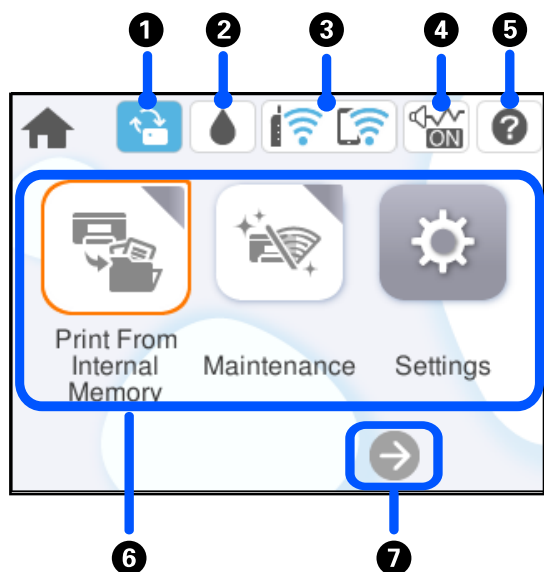 1 2 3 4 5
ON ?
Print From
Internal
Memory
Maintenance
Settings
6 7